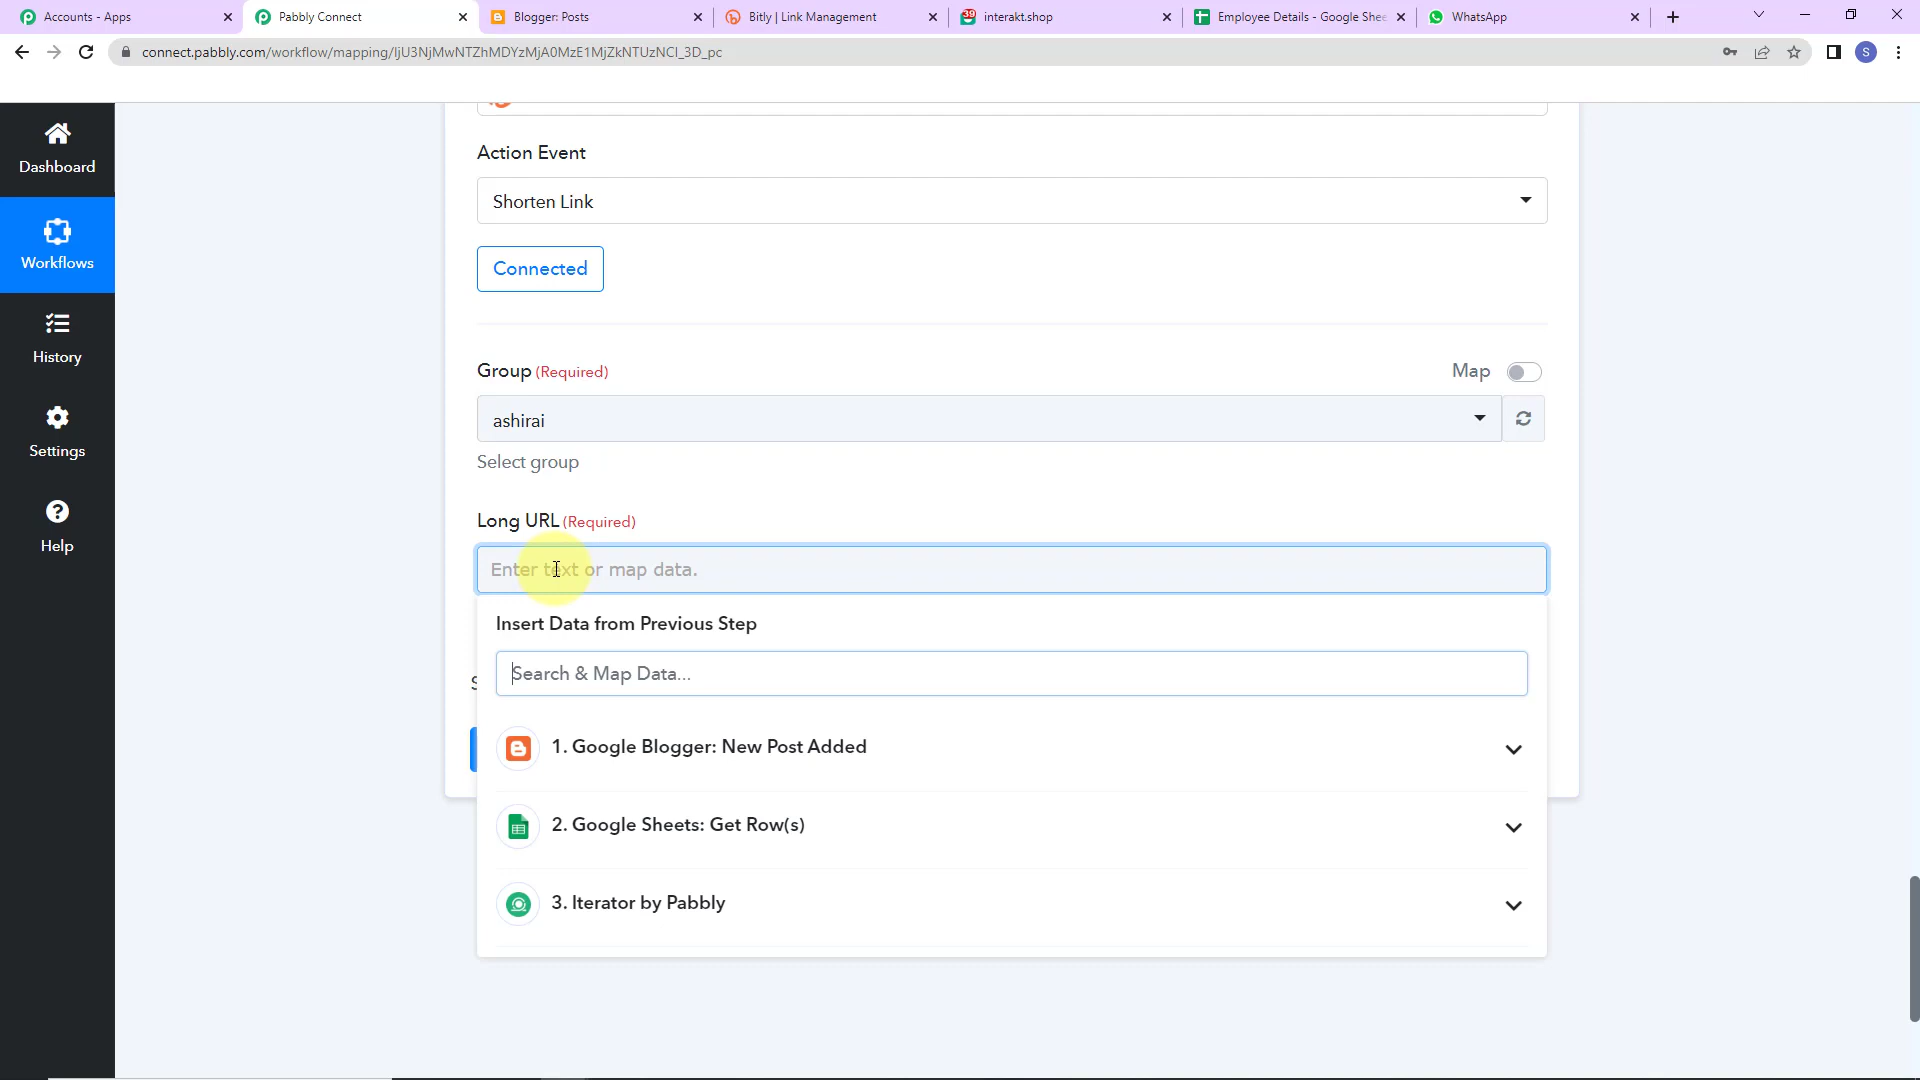 Accounts - Apps
Pabbly Connect
Blogger: Posts
Bitly | Link Management
39
interakt.shop
Employee Details - Google Shee
WhatsApp
connect.pabbly.com/workflow/mapping/IjU3NjMwNTZhMDYzMjA0MzE1MjZkNTUzNCI_3D_pc
S
Dashboard
Workflows
History
Settings
Help
Action Event
Shorten Link
Connected
Group (Required)
Map
ashirai
Select group
Long URL (Required)
Enter text or map data.
Insert Data from Previous Step
Search & Map Data...
1. Google Blogger: New Post Added
2. Google Sheets: Get Row(s)
3. Iterator by Pabbly